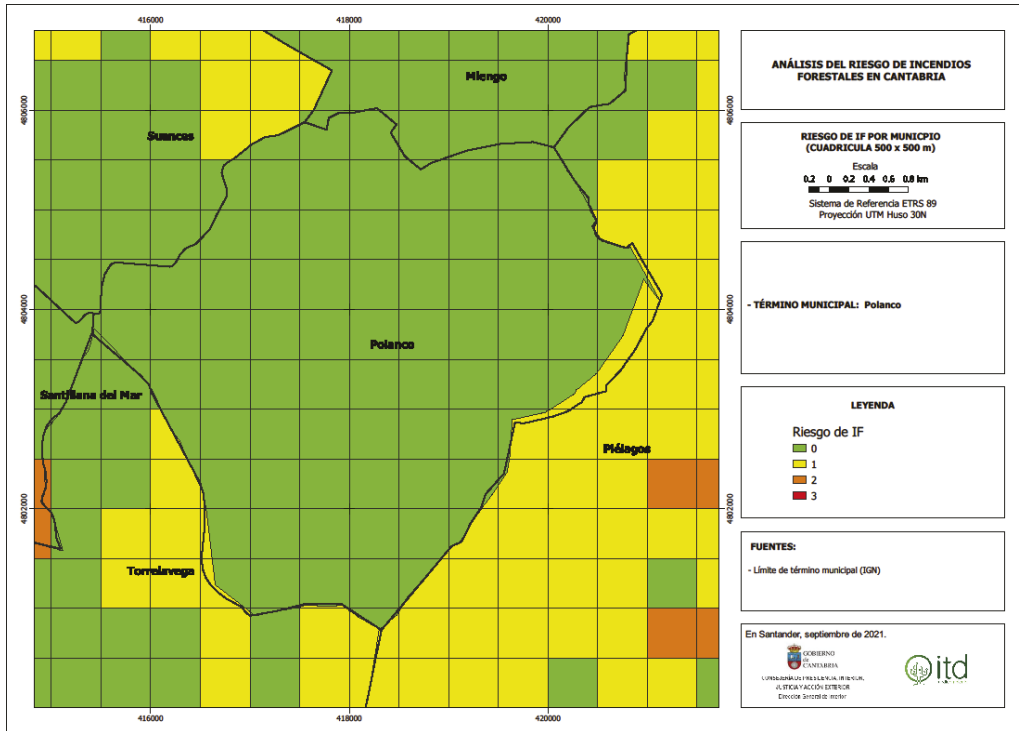 416000
418000
420000
4806000
4806000
Miengo
Suances
4804000
4804000
Polanco
Santillana del Mar
Piélagos
4802000
4802000
Torrelavega
416000
418000
420000
ANÁLISIS DEL RIESGO DE INCENDIOS
FORESTALES EN CANTABRIA
RIESGO DE IF POR MUNICPIO
(CUADRICULA 500 x 500 m)
Escala
0.2 0 0.2 0.4 0.6 0.8 km
Sistema de Referencia ETRS 89
Proyección UTM Huso 30N
- TÉRMINO MUNICIPAL: Polanco
LEYENDA
Riesgo de IF
0
1
2
3
FUENTES:
- Límite de término municipal (IGN)
En Santander, septiembre de 2021.
GOBIERNO
de
CANTABRIA
CONSEJERÍA DE PRESIDENCIA, INTERIOR,
JUSTICIA Y ACCIÓN EXTERIOR
Dirección General de Interior
itd